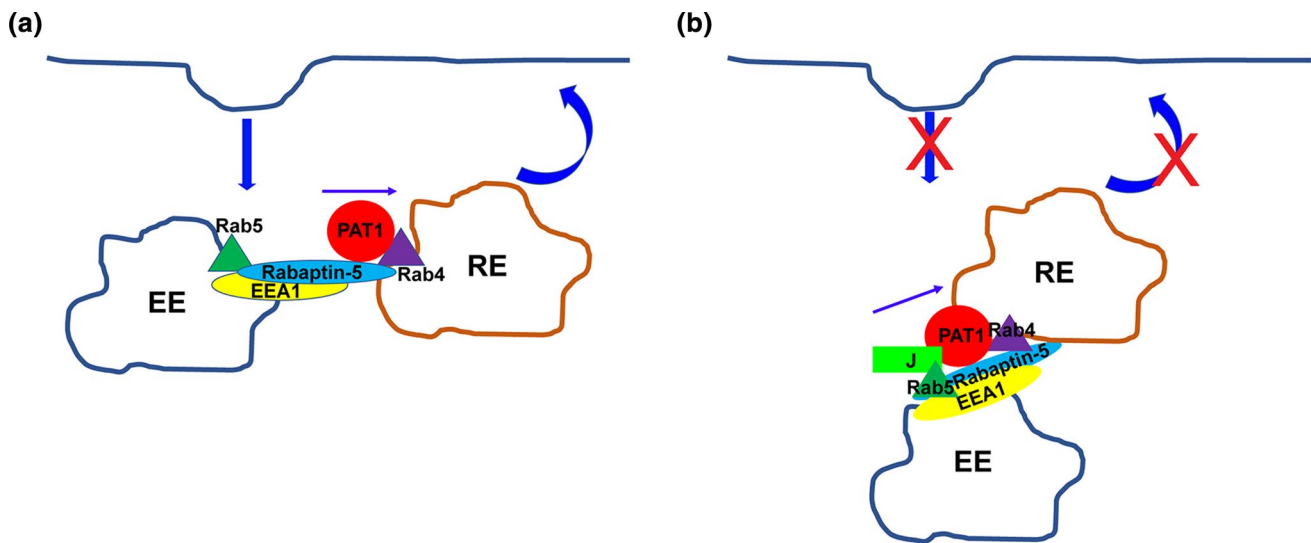 (a)
Rab5
PAT1
Rabaptin-5
Rab4
EEA1
EE
RE
(b)
RE
PAT1
Rab4
J
Rabaptin-5
Rab5
EEA1
EE